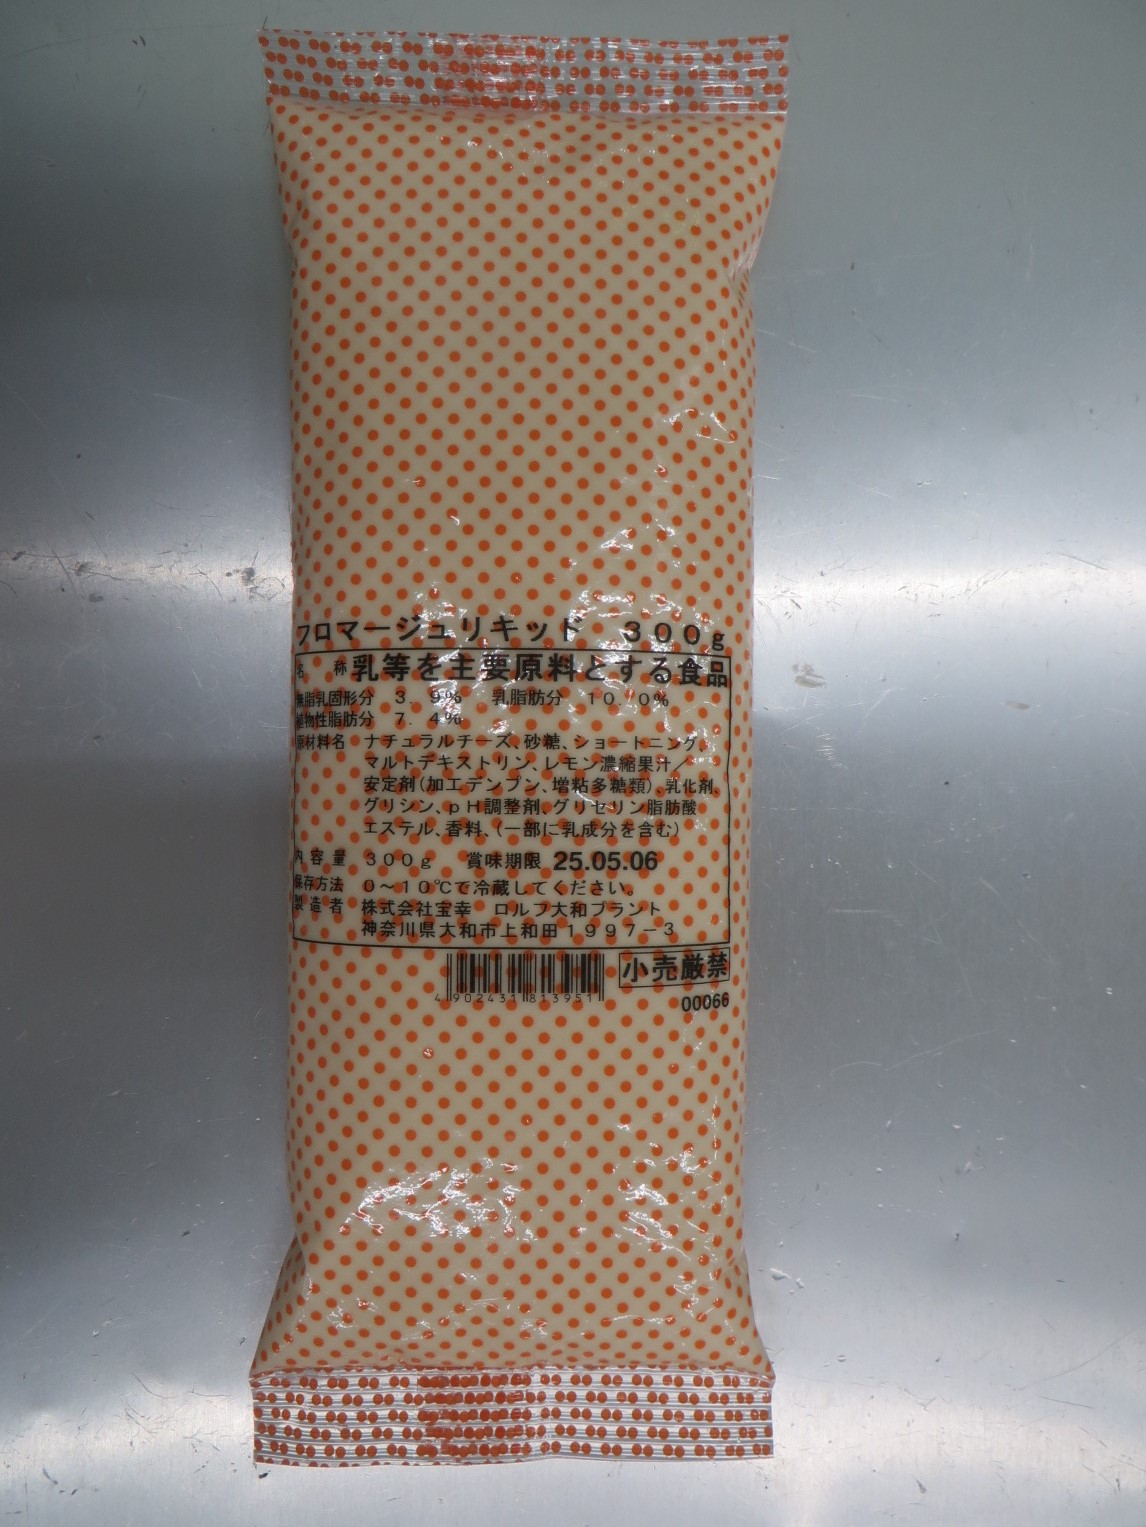 フロマージュリキッド 300g
名 称 乳等を主要原料とする食品
無脂乳固形分 3.9% 乳脂肪分 10.0%
植物性脂肪分 7.4%
原材料名 ナチュラルチーズ、砂糖、ショートニング、
マルトデキストリン、レモン濃縮果汁／
安定剤(加工デンプン、増粘多糖類)、乳化剤、
グリシン、pH調整剤、グリセリン脂肪酸
エステル、香料、(一部に乳成分を含む)
内容量 300g 賞味期限 25.05.06
保存方法 0～10℃で冷蔵してください。
製造者 株式会社宝幸 ロルフ大和プラント
神奈川県大和市上和田1997－3
小売厳禁
4 902431 813951
00066